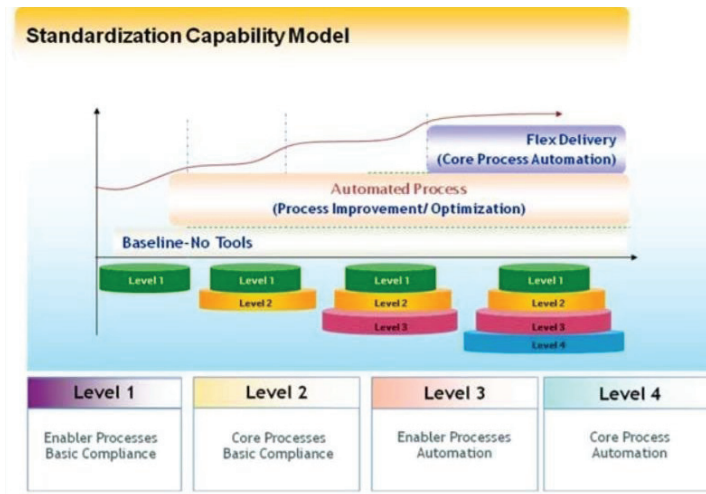 Standardization Capability Model
Flex Delivery
(Core Process Automation)
Automated Process
(Process Improvement/ Optimization)
Baseline-No Tools
Level 1
Level 1
Level 2
Level 1
Level 2
Level 3
Level 1
Level 2
Level 3
Level 4
Level 1
Enabler Processes
Basic Compliance
Level 2
Core Processes
Basic Compliance
Level 3
Enabler Processes
Automation
Level 4
Core Process
Automation